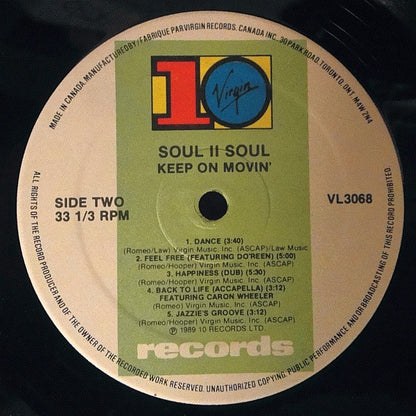 MADE IN CANADA, MANUFACTURED BY/FABRIQUE PAR VIRGIN RECORDS, CANADA INC., 30 PARK ROAD, TORONTO, ONT. M4W 2N4
10
Virgin
SOUL II SOUL
KEEP ON MOVIN'
SIDE TWO
33 1/3 RPM
VL3068
1. DANCE (3:40)
(Romeo/Law) Virgin Music, Inc. (ASCAP)/Law Music
2. FEEL FREE (FEATURING DO'REEN) (5:00)
(Romeo/Hooper) Virgin Music, Inc. (ASCAP)
3. HAPPINESS (DUB) (5:30)
(Romeo/Hooper) Virgin Music, Inc. (ASCAP)
4. BACK TO LIFE (ACCAPELLA) (3:12)
FEATURING CARON WHEELER
(Romeo) Virgin Music, Inc. (ASCAP)
5. JAZZIE'S GROOVE (3:12)
(Romeo/Hooper) Virgin Music, Inc. (ASCAP)
℗ 1989 10 RECORDS LTD.
records
ALL RIGHTS OF THE RECORD PRODUCER AND OF THE OWNER OF THE RECORDED WORK RESERVED. UNAUTHORIZED COPYING, PUBLIC PERFORMANCE AND/OR BROADCASTING OF THIS RECORD PROHIBITED.